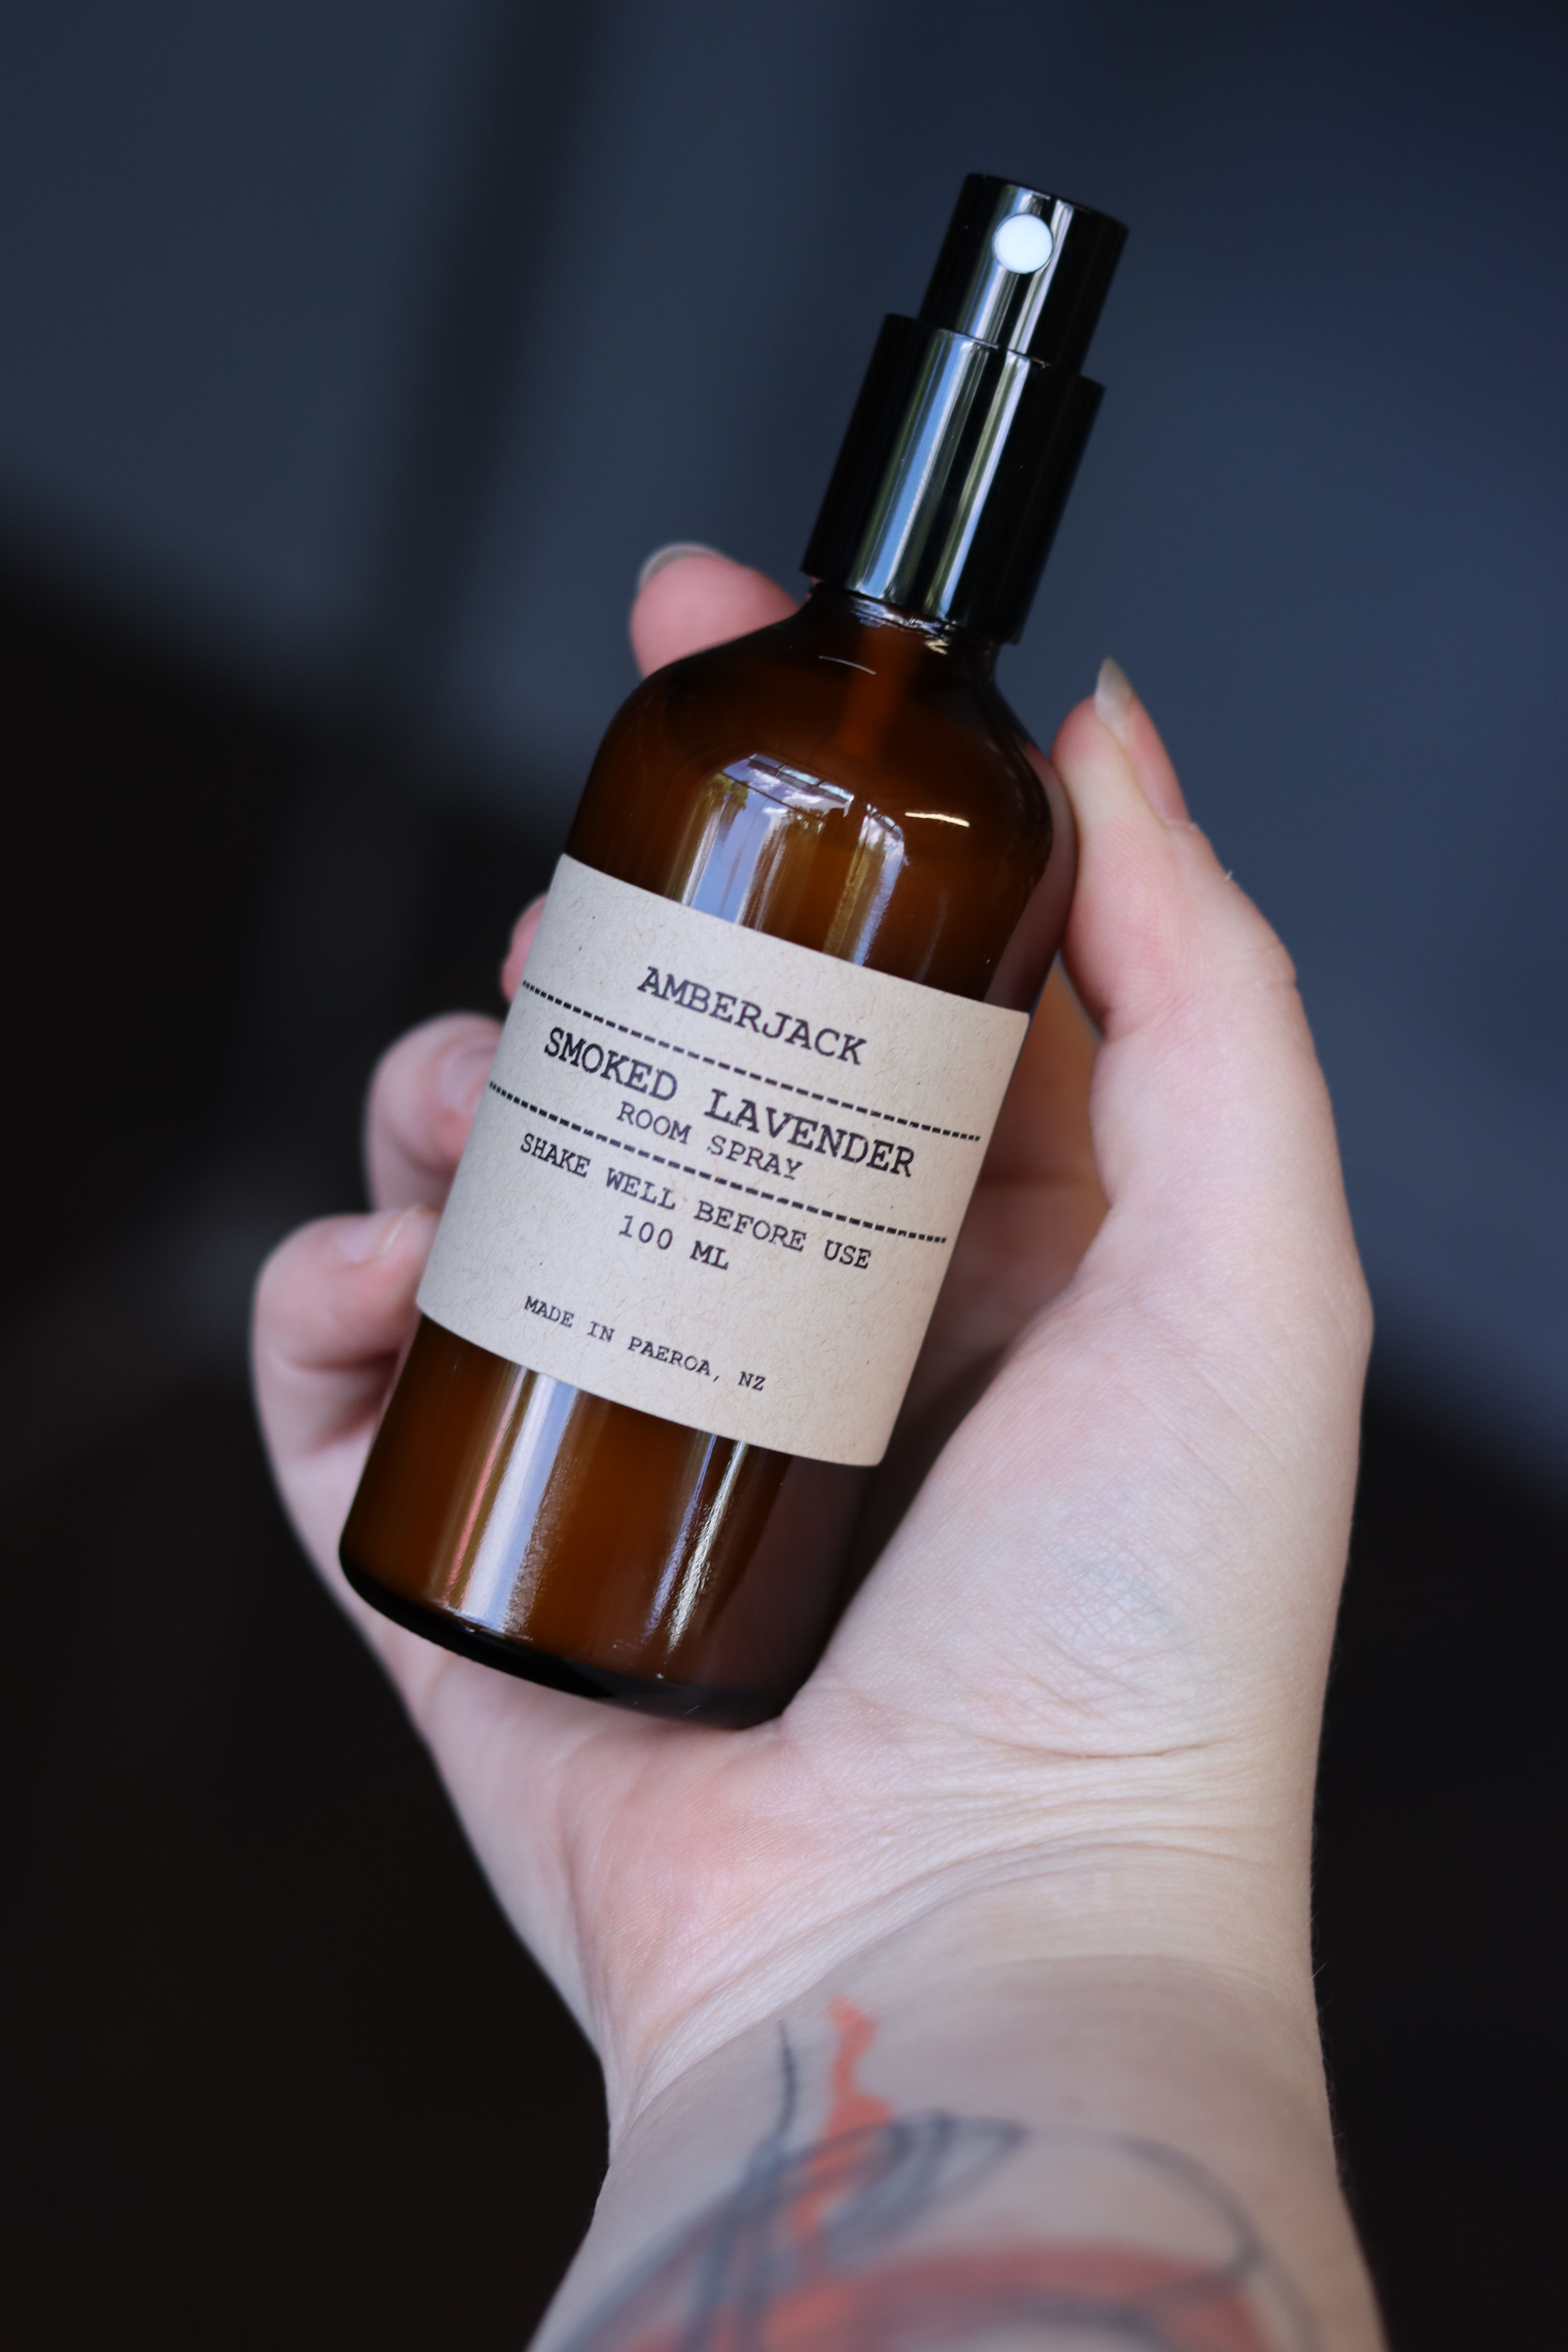 AMBERJACK
SMOKED LAVENDER
ROOM SPRAY
SHAKE WELL BEFORE USE
100 ML
MADE IN PAEROA, NZ